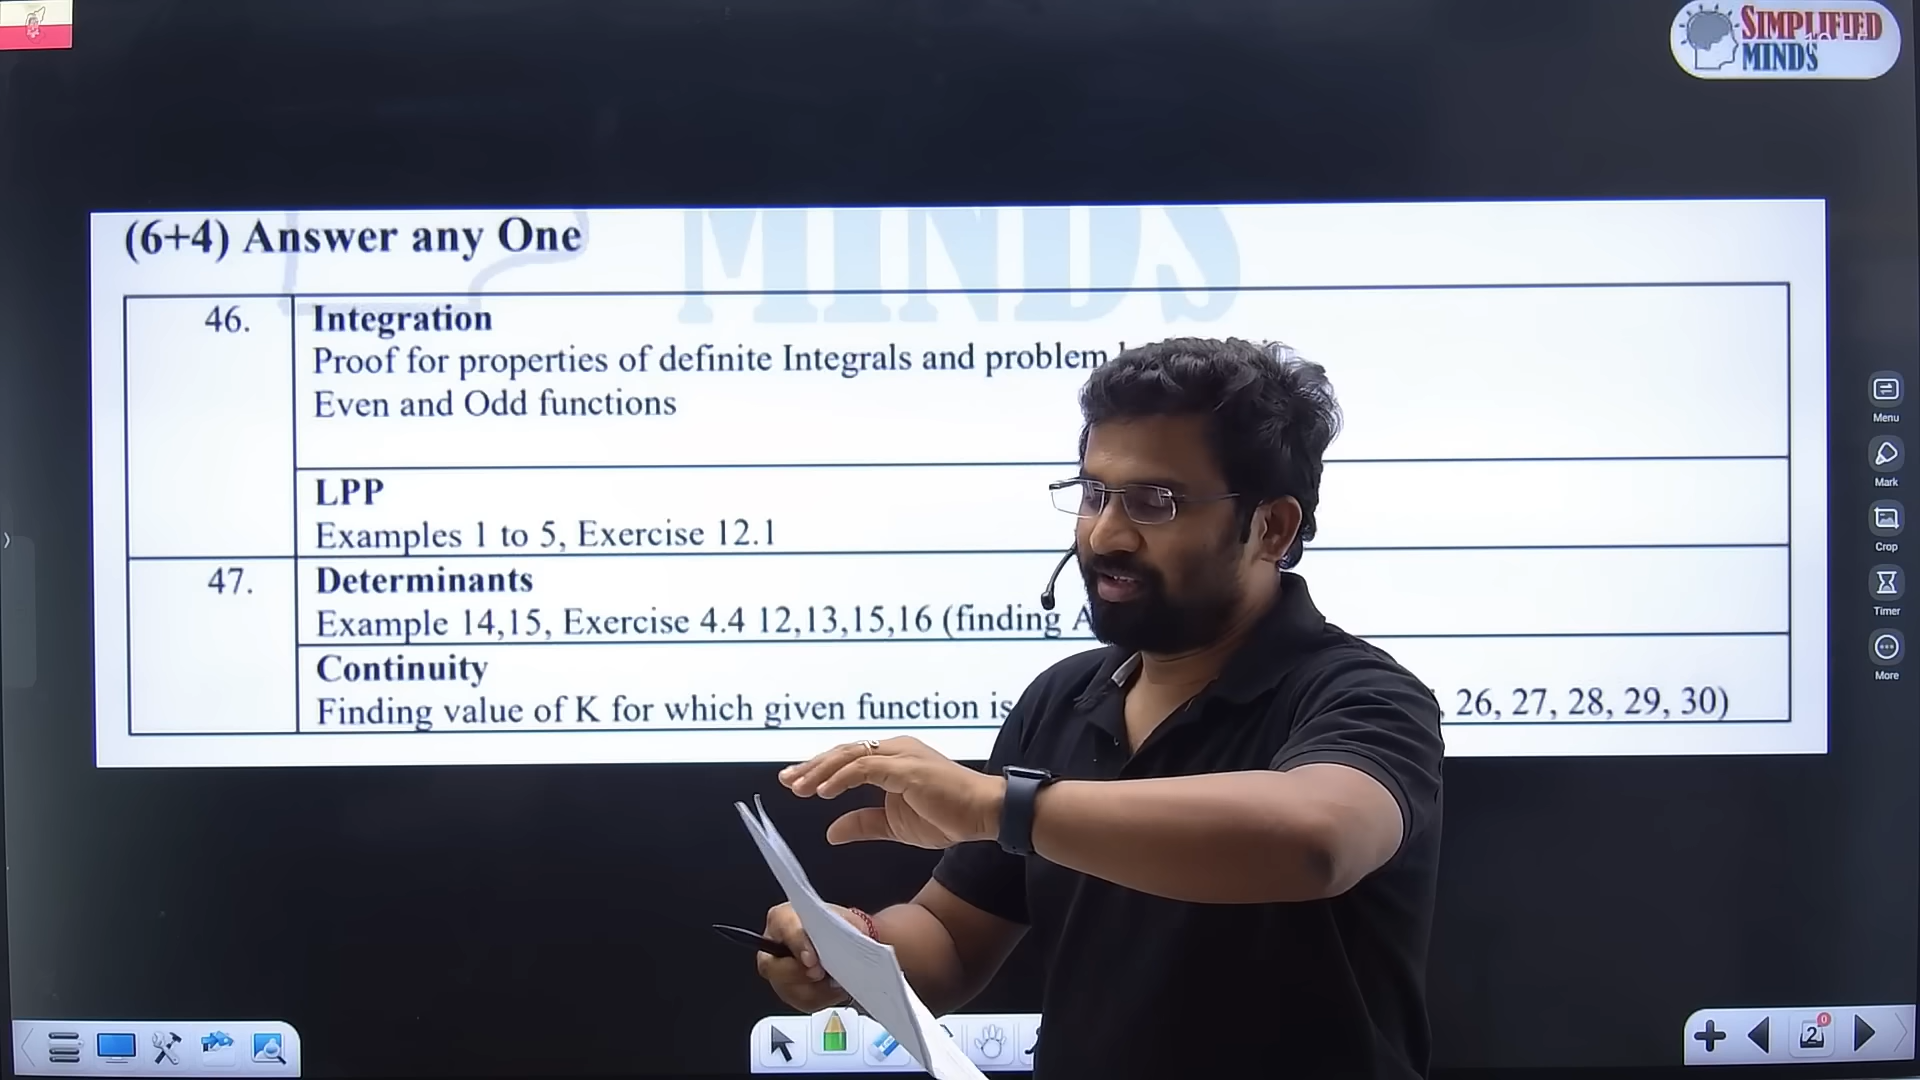 SIMPLIFIED
MINDS
MINDS
(6+4) Answer any One
46.
Integration
Proof for properties of definite Integrals and problem
Even and Odd functions
LPP
Examples 1 to 5, Exercise 12.1
47.
Determinants
Example 14,15, Exercise 4.4 12,13,15,16 (finding A
Continuity
Finding value of K for which given function is , 26, 27, 28, 29, 30)
Menu
Mark
Crop
Timer
More
2
0